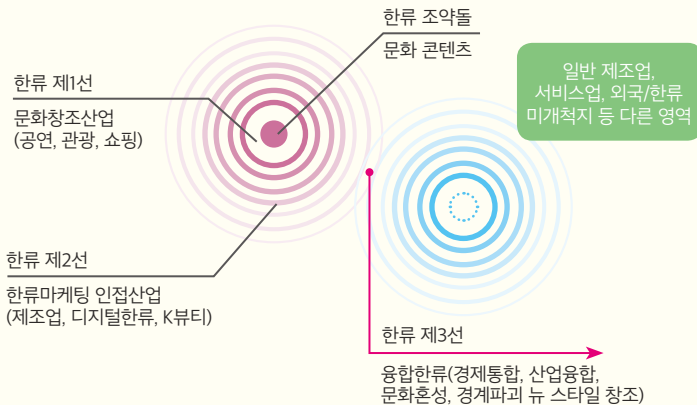 한류 조약돌
문화 콘텐츠
일반 제조업,
서비스업, 외국/한류
미개척지 등 다른 영역
한류 제1선
문화창조산업
(공연, 관광, 쇼핑)
한류 제2선
한류마케팅 인접산업
(제조업, 디지털한류, K뷰티)
한류 제3선
융합한류(경제통합, 산업융합,
문화혼성, 경계파괴 뉴 스타일 창조)